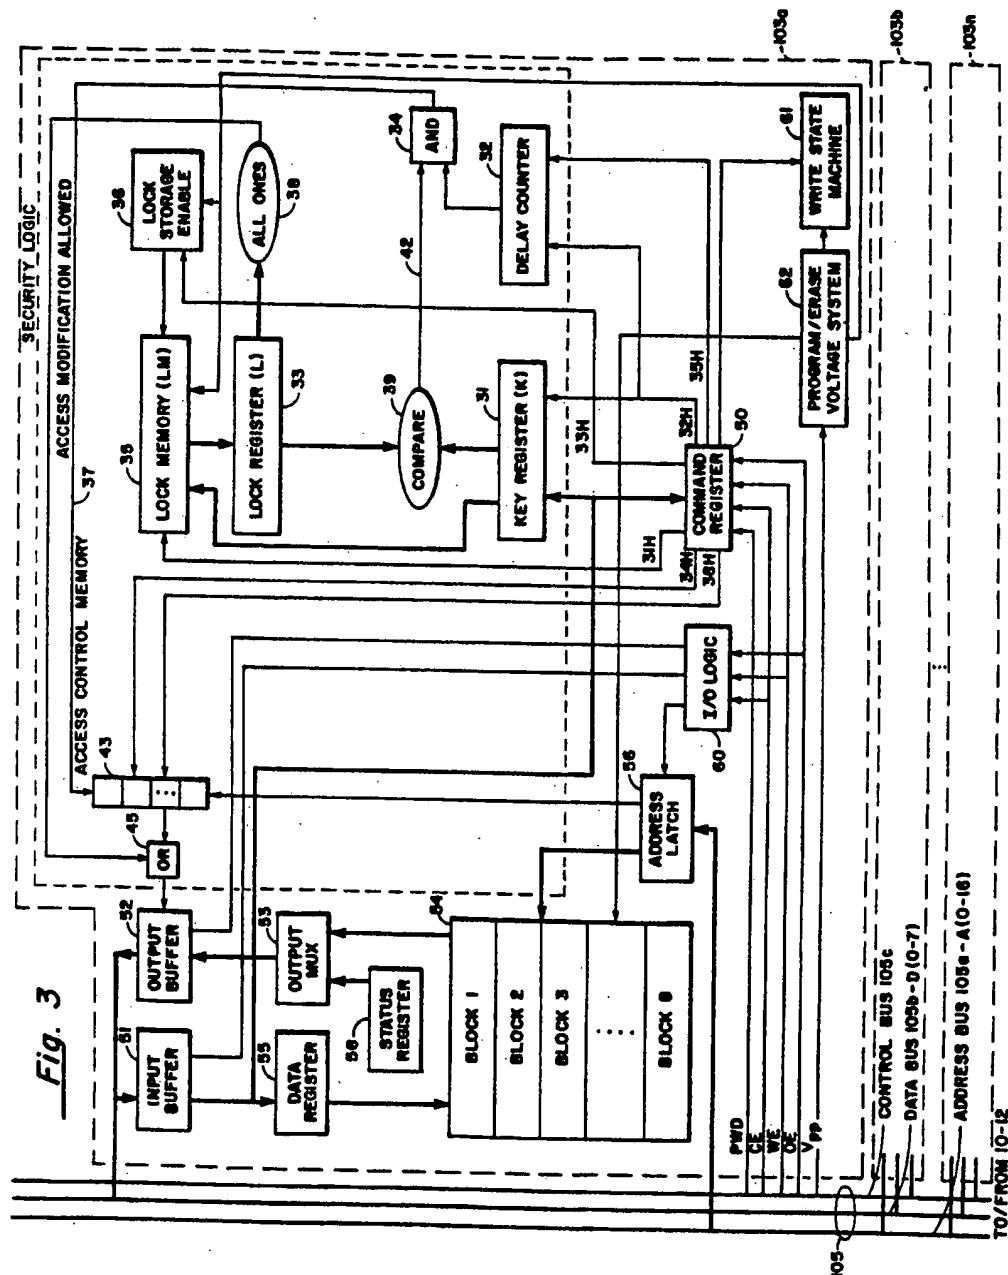 Fig. 3
SECURITY LOGIC
ACCESS MODIFICATION ALLOWED
37
ACCESS CONTROL MEMORY
43
45
OR
36
LOCK
STORAGE
ENABLE
35
LOCK MEMORY (LM)
38
ALL ONES
33
LOCK REGISTER (L)
39
COMPARE
42
34
AND
31
KEY REGISTER (K)
32
DELAY COUNTER
33H
35H
32H
31H
34H
36H
50
COMMAND
REGISTER
61
WRITE STATE
MACHINE
62
PROGRAM/ERASE
VOLTAGE SYSTEM
51
INPUT
BUFFER
52
OUTPUT
BUFFER
53
OUTPUT
MUX
55
DATA
REGISTER
56
STATUS
REGISTER
54
BLOCK 1
BLOCK 2
BLOCK 3
....
BLOCK 8
56
ADDRESS
LATCH
60
I/O LOGIC
PWD
CE
WE
OE
VPP
103a
103b
103n
105
CONTROL BUS 105c
DATA BUS 105b-D(0-7)
ADDRESS BUS 105a-A(0-16)
TO/FROM 10-12